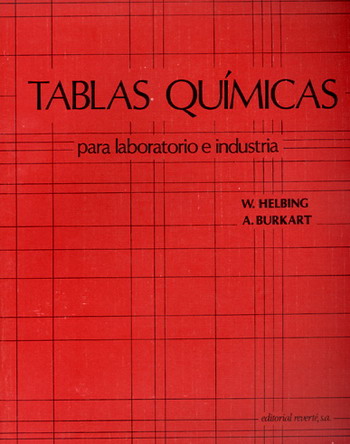 TABLAS QUÍMICAS
para laboratorio e industria
W. HELBING
A. BURKART
editorial reverté, s.a.